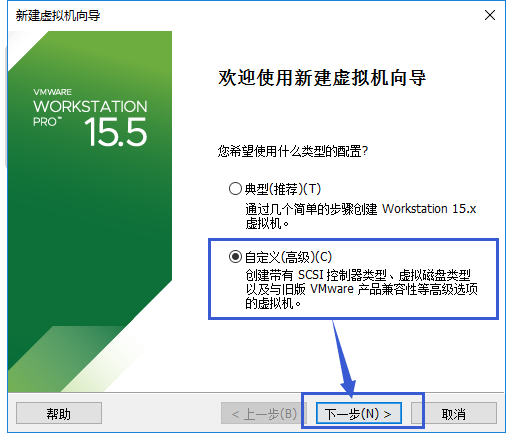 新建虚拟机向导
VMWARE
WORKSTATION
PRO™ 15.5
欢迎使用新建虚拟机向导
您希望使用什么类型的配置?
典型(推荐)(T)
通过几个简单的步骤创建 Workstation 15.x
虚拟机。
自定义(高级)(C)
创建带有 SCSI 控制器类型、虚拟磁盘类型
以及与旧版 VMware 产品兼容性等高级选项
的虚拟机。
帮助
< 上一步(B)
下一步(N) >
取消